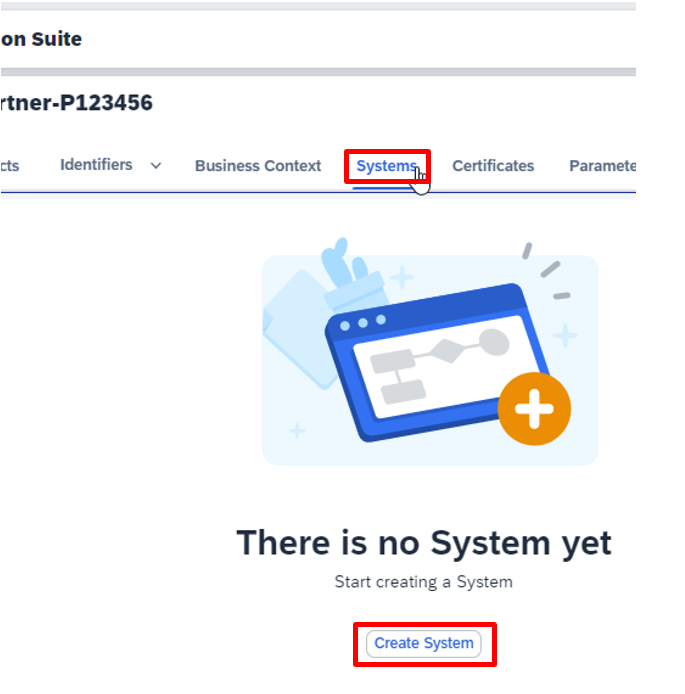 on Suite
rtner-P123456
cts Identifiers Business Context Systems Certificates Paramete
There is no System yet
Start creating a System
Create System